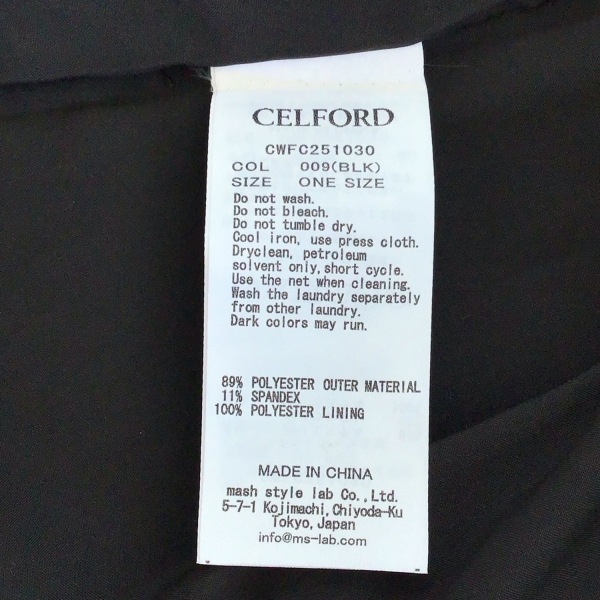 CELFORD
CWFC251030
COL 009(BLK)
SIZE ONE SIZE
Do not wash.
Do not bleach.
Do not tumble dry.
Cool iron, use press cloth.
Dryclean, petroleum
solvent only, short cycle.
Use the net when cleaning.
Wash the laundry separately
from other laundry.
Dark colors may run.
89% POLYESTER OUTER MATERIAL
11% SPANDEX
100% POLYESTER LINING
MADE IN CHINA
mash style lab Co., Ltd.
5-7-1 Kojimachi, Chiyoda-Ku
Tokyo, Japan
info@ms-lab.com